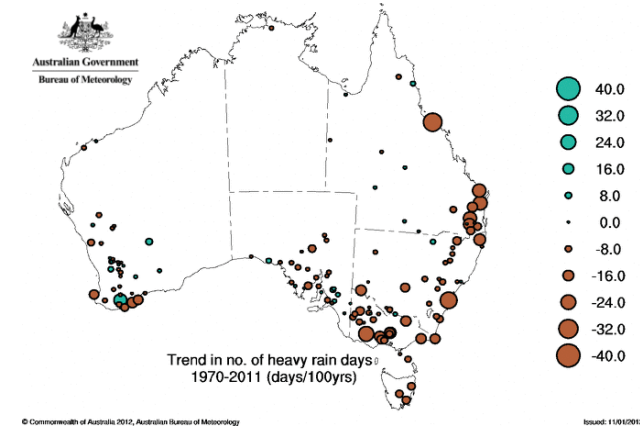 Australian Government
Bureau of Meteorology
40.0
32.0
24.0
16.0
8.0
0.0
-8.0
-16.0
-24.0
-32.0
-40.0
Trend in no. of heavy rain days
1970-2011 (days/100yrs)
© Commonwealth of Australia 2012, Australian Bureau of Meteorology
Issued: 11/01/201